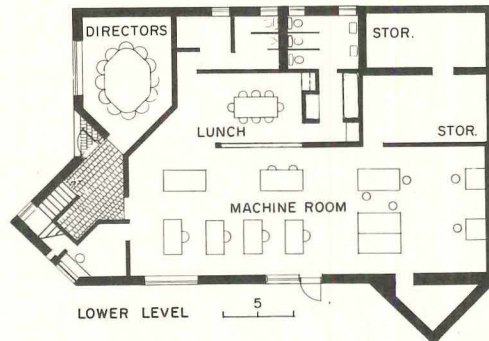 DIRECTORS
STOR.
LUNCH
STOR.
MACHINE ROOM
LOWER LEVEL
5